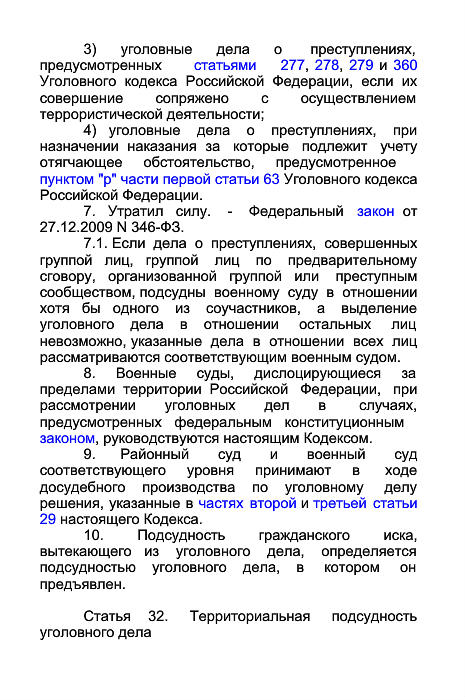 3) уголовные дела о преступлениях,
предусмотренных статьями 277, 278, 279 и 360
Уголовного кодекса Российской Федерации, если их
совершение сопряжено с осуществлением
террористической деятельности;
4) уголовные дела о преступлениях, при
назначении наказания за которые подлежит учету
отягчающее обстоятельство, предусмотренное
пунктом "р" части первой статьи 63 Уголовного кодекса
Российской Федерации.
7. Утратил силу. - Федеральный закон от
27.12.2009 N 346-ФЗ.
7.1. Если дела о преступлениях, совершенных
группой лиц, группой лиц по предварительному
сговору, организованной группой или преступным
сообществом, подсудны военному суду в отношении
хотя бы одного из соучастников, а выделение
уголовного дела в отношении остальных лиц
невозможно, указанные дела в отношении всех лиц
рассматриваются соответствующим военным судом.
8. Военные суды, дислоцирующиеся за
пределами территории Российской Федерации, при
рассмотрении уголовных дел в случаях,
предусмотренных федеральным конституционным
законом, руководствуются настоящим Кодексом.
9. Районный суд и военный суд
соответствующего уровня принимают в ходе
досудебного производства по уголовному делу
решения, указанные в частях второй и третьей статьи
29 настоящего Кодекса.
10. Подсудность гражданского иска,
вытекающего из уголовного дела, определяется
подсудностью уголовного дела, в котором он
предъявлен.
Статья 32. Территориальная подсудность
уголовного дела